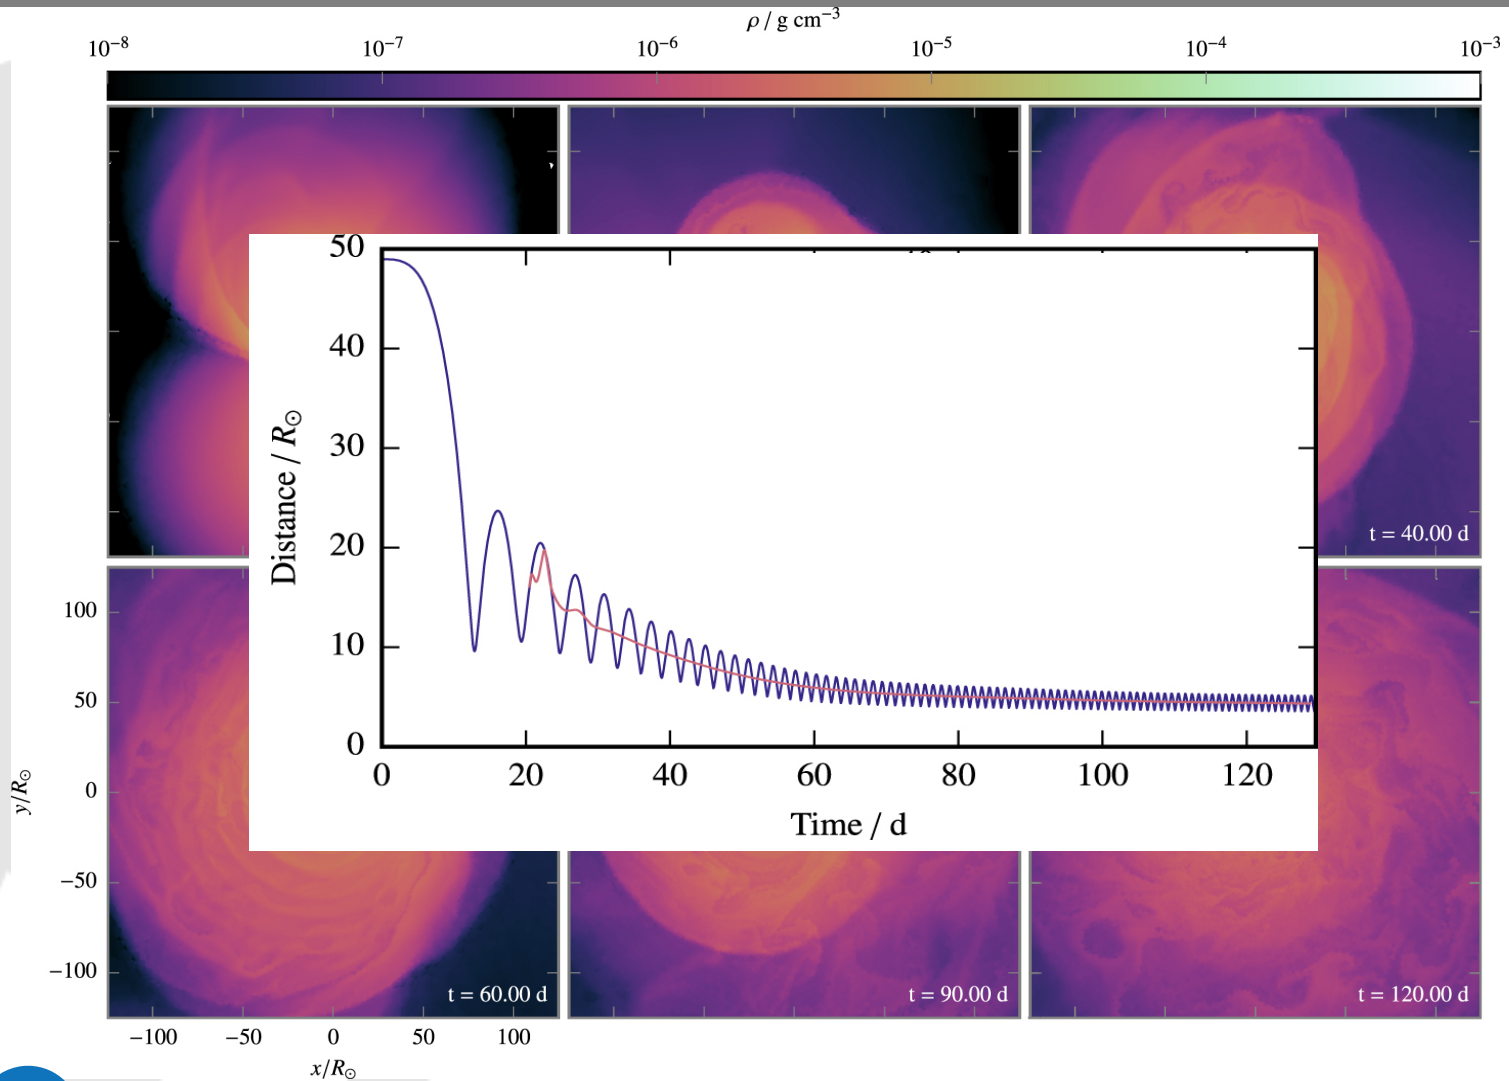 ρ / g cm⁻³
10⁻⁸ 10⁻⁷ 10⁻⁶ 10⁻⁵ 10⁻⁴ 10⁻³
50
40
30
20
10
0
Distance / R☉
0 20 40 60 80 100 120
Time / d
t = 40.00 d
100
50
0
−50
−100
y/R☉
t = 60.00 d
t = 90.00 d
t = 120.00 d
−100 −50 0 50 100
x/R☉